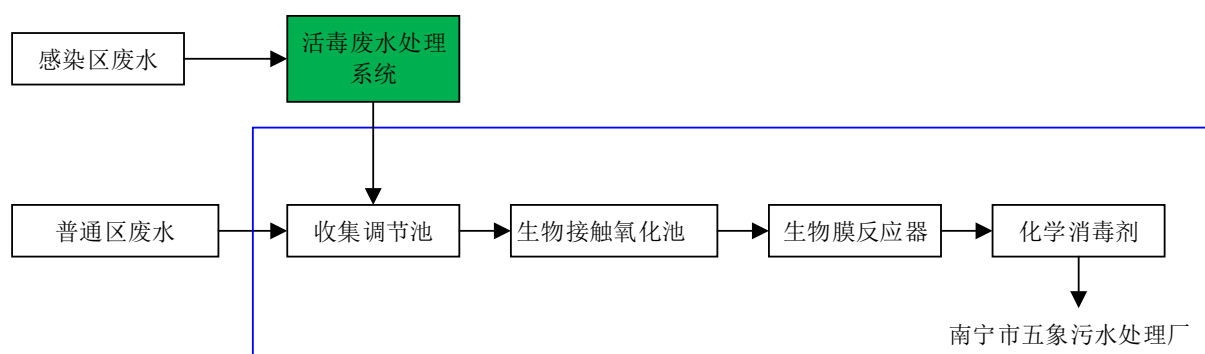 感染区废水
活毒废水处理
系统
普通区废水
收集调节池
生物接触氧化池
生物膜反应器
化学消毒剂
南宁市五象污水处理厂